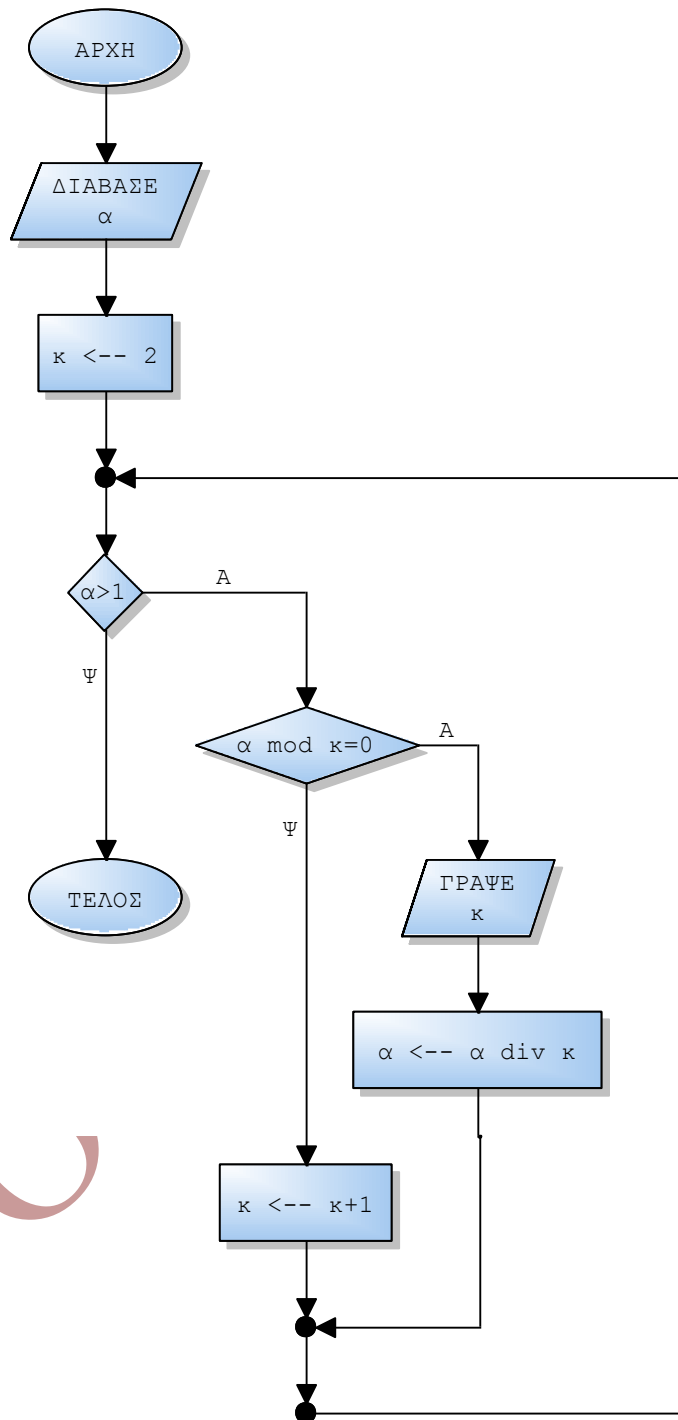 ΑΡΧΗ
ΔΙΑΒΑΣΕ
α
κ <-- 2
α>1
Α
Ψ
α mod κ=0
Α
Ψ
ΓΡΑΨΕ
κ
ΤΕΛΟΣ
α <-- α div κ
κ <-- κ+1